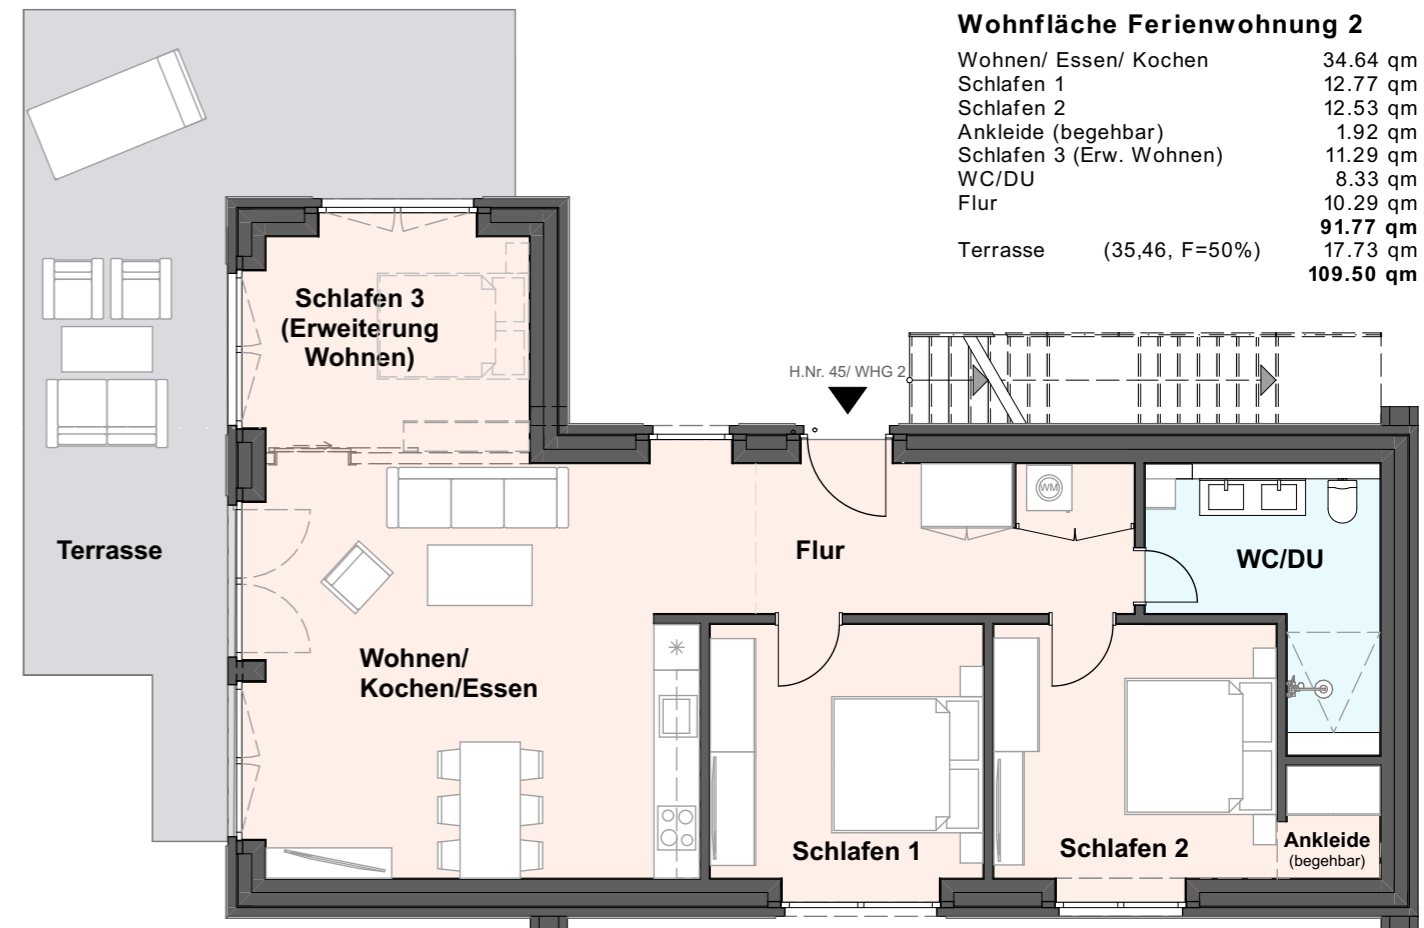 Wohnfläche Ferienwohnung 2
Wohnen/ Essen/ Kochen 34.64 qm
Schlafen 1 12.77 qm
Schlafen 2 12.53 qm
Ankleide (begehbar) 1.92 qm
Schlafen 3 (Erw. Wohnen) 11.29 qm
WC/DU 8.33 qm
Flur 10.29 qm
91.77 qm
Terrasse (35,46, F=50%) 17.73 qm
109.50 qm
Schlafen 3
(Erweiterung
Wohnen)
H.Nr. 45/ WHG 2
WM
Terrasse
Flur
WC/DU
Wohnen/
Kochen/Essen
Schlafen 1
Schlafen 2
Ankleide
(begehbar)